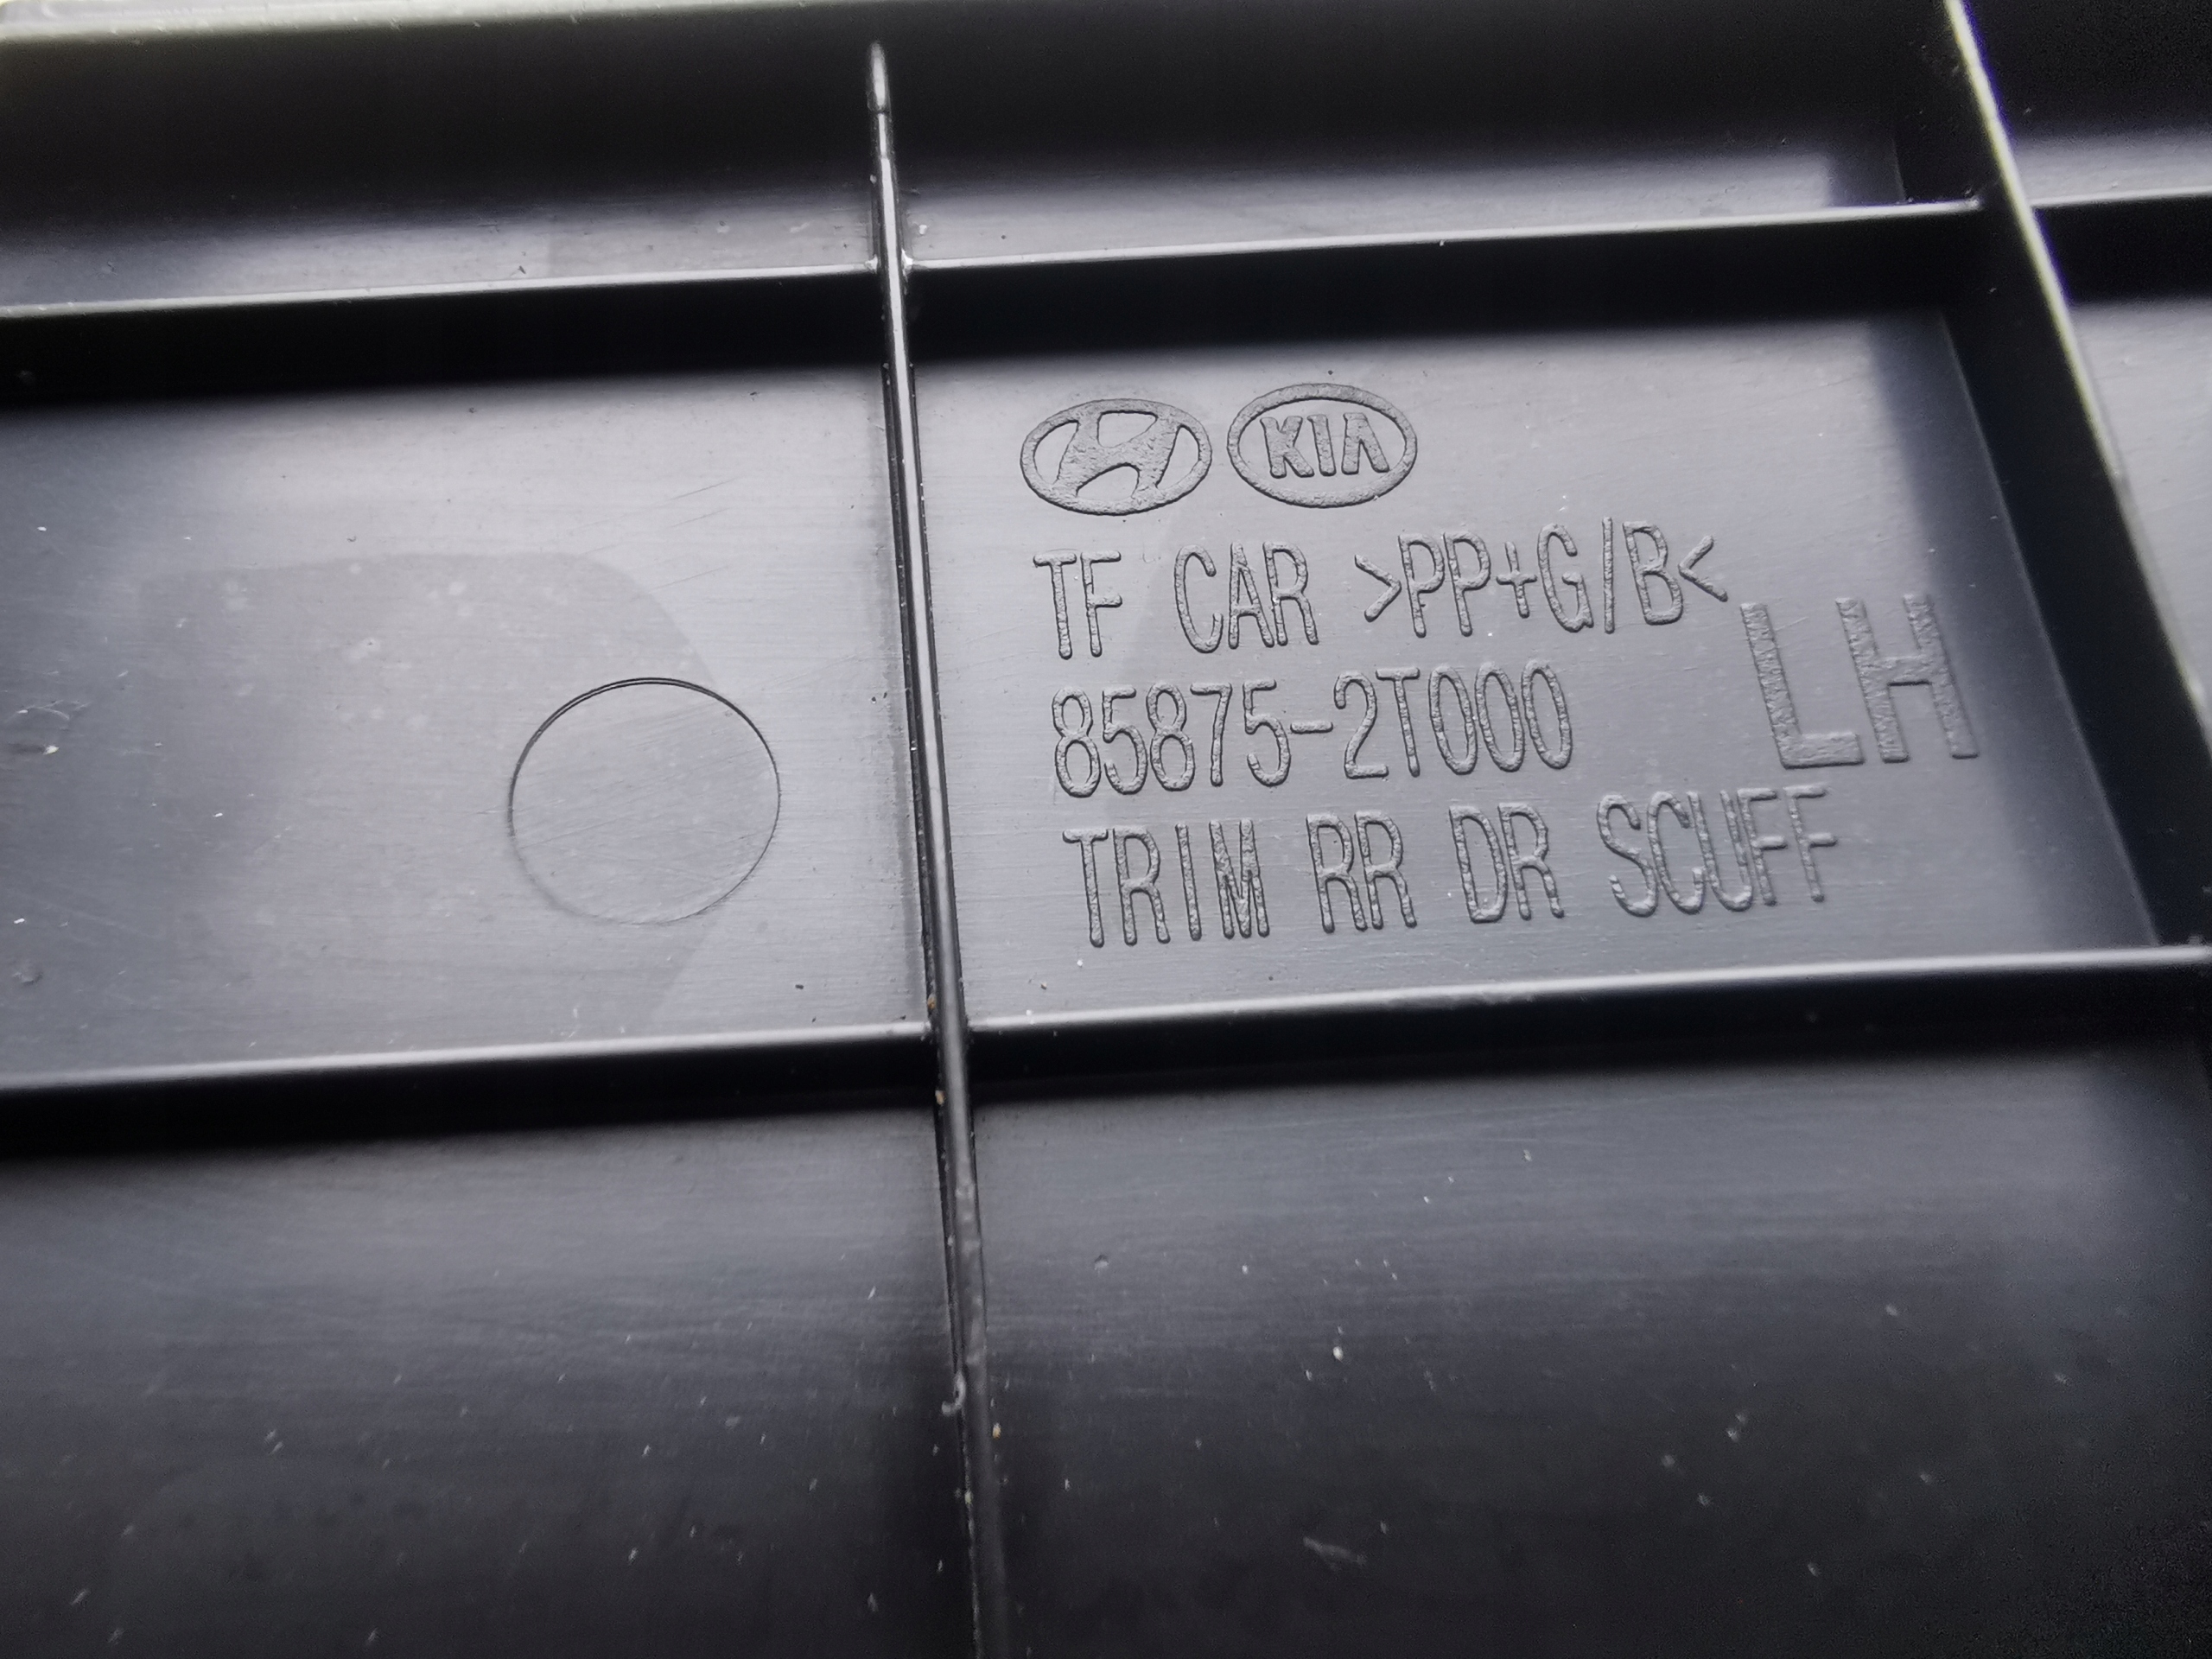 KIA
TF CAR >PP+G/B<
LH
85875-2T000
TRIM RR DR SCUFF